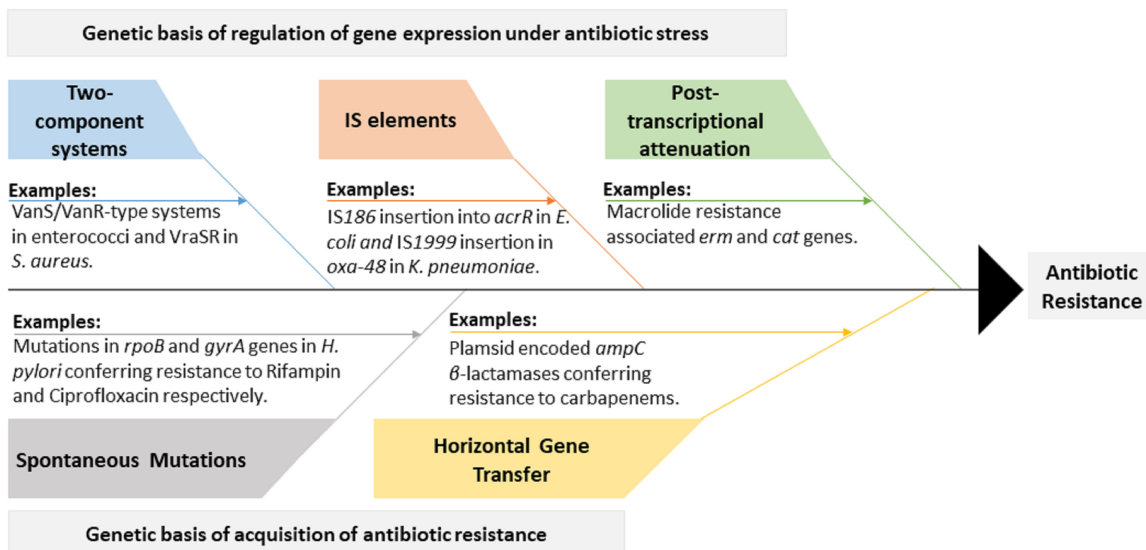 Genetic basis of regulation of gene expression under antibiotic stress
Two-
component
systems
IS elements
Post-
transcriptional
attenuation
Examples:
VanS/VanR-type systems
in enterococci and VraSR in
S. aureus.
Examples:
IS186 insertion into acrR in E.
coli and IS1999 insertion in
oxa-48 in K. pneumoniae.
Examples:
Macrolide resistance
associated erm and cat genes.
Antibiotic
Resistance
Examples:
Mutations in rpoB and gyrA genes in H.
pylori conferring resistance to Rifampin
and Ciprofloxacin respectively.
Examples:
Plamsid encoded ampC
β-lactamases conferring
resistance to carbapenems.
Spontaneous Mutations
Horizontal Gene
Transfer
Genetic basis of acquisition of antibiotic resistance